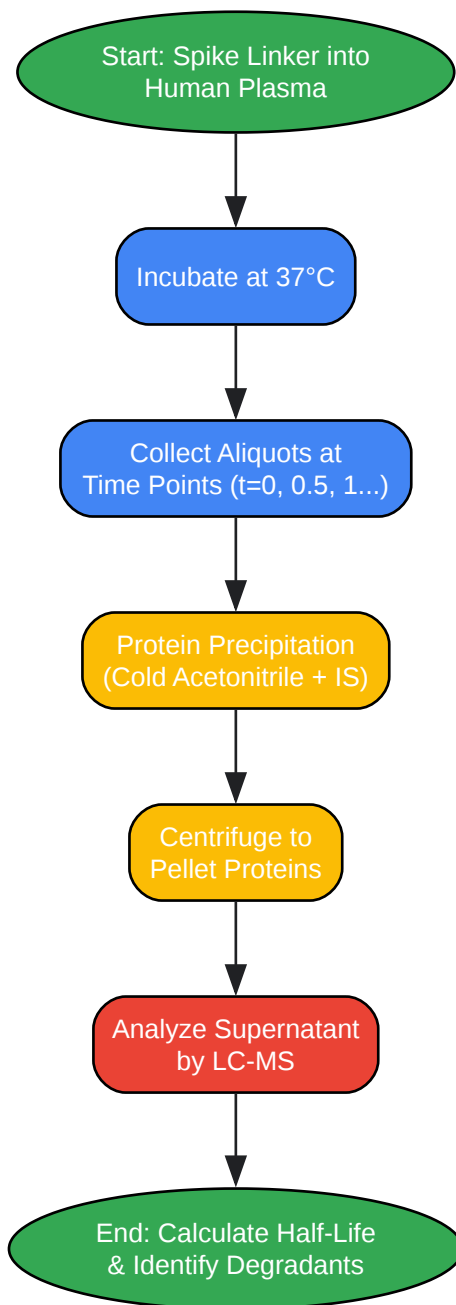 Start: Spike Linker into
Human Plasma
Incubate at 37°C
Collect Aliquots at
Time Points (t=0, 0.5, 1...)
Protein Precipitation
(Cold Acetonitrile + IS)
Centrifuge to
Pellet Proteins
Analyze Supernatant
by LC-MS
End: Calculate Half-Life
& Identify Degradants